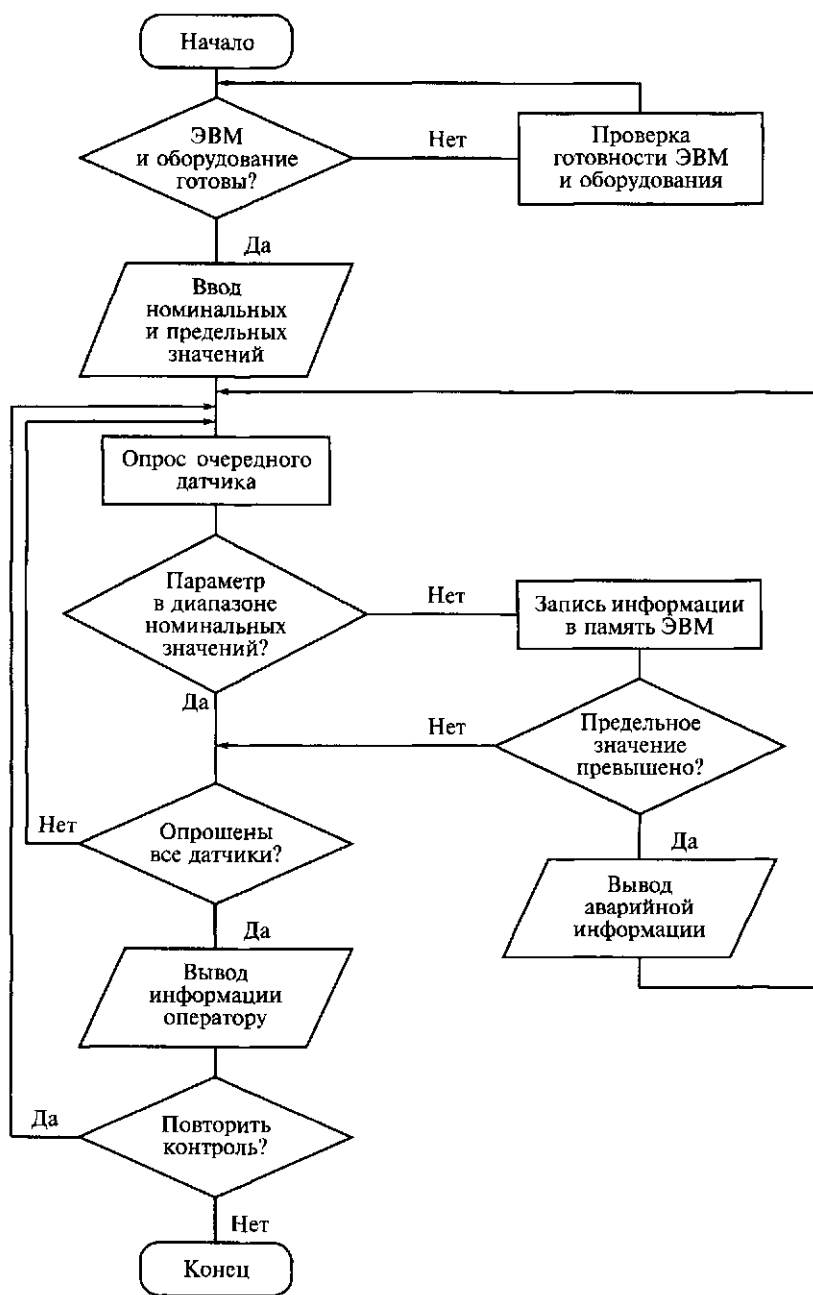 Начало
ЭВМ
и оборудование
готовы?
Нет
Проверка
готовности ЭВМ
и оборудования
Да
Ввод
номинальных
и предельных
значений
Опрос очередного
датчика
Параметр
в диапазоне
номинальных
значений?
Нет
Запись информации
в память ЭВМ
Да
Нет
Предельное
значение
превышено?
Нет
Опрошены
все датчики?
Да
Вывод
аварийной
информации
Да
Вывод
информации
оператору
Да
Повторить
контроль?
Нет
Конец